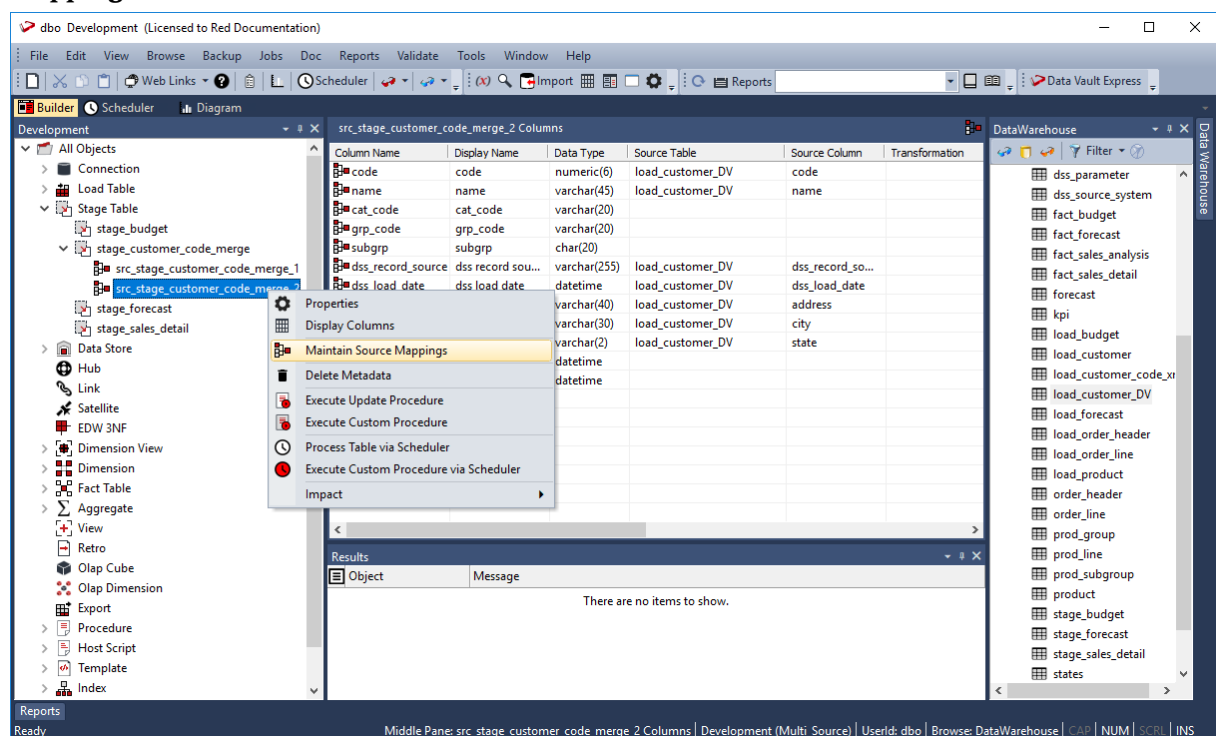 dbo Development (Licensed to Red Documentation)
File Edit View Browse Backup Jobs Doc Reports Validate Tools Window Help
Web Links Scheduler (x) Import Reports Data Vault Express
Builder Scheduler Diagram
Development
All Objects
Connection
Load Table
Stage Table
stage_budget
stage_customer_code_merge
src_stage_customer_code_merge_1
src_stage_customer_code_merge_2
stage_forecast
stage_sales_detail
Data Store
Hub
Link
Satellite
EDW 3NF
Dimension View
Dimension
Fact Table
Aggregate
View
Retro
Olap Cube
Olap Dimension
Export
Procedure
Host Script
Template
Index
Properties
Display Columns
Maintain Source Mappings
Delete Metadata
Execute Update Procedure
Execute Custom Procedure
Process Table via Scheduler
Execute Custom Procedure via Scheduler
Impact
src_stage_customer_code_merge_2 Columns
Column Name Display Name Data Type Source Table Source Column Transformation
code code numeric(6) load_customer_DV code
name name varchar(45) load_customer_DV name
cat_code cat_code varchar(20)
grp_code grp_code varchar(20)
subgrp subgrp char(20)
dss_record_source dss record sou... varchar(255) load_customer_DV dss_record_so...
dss_load_date dss load date datetime load_customer_DV dss_load_date
varchar(40) load_customer_DV address
varchar(30) load_customer_DV city
varchar(2) load_customer_DV state
datetime
datetime
Results
Object Message
There are no items to show.
DataWarehouse
Filter
dss_parameter
dss_source_system
fact_budget
fact_forecast
fact_sales_analysis
fact_sales_detail
forecast
kpi
load_budget
load_customer
load_customer_code_xr
load_customer_DV
load_forecast
load_order_header
load_order_line
load_product
order_header
order_line
prod_group
prod_line
prod_subgroup
product
stage_budget
stage_forecast
stage_sales_detail
states
Data Warehouse
Reports
Ready Middle Pane: src_stage_customer_code_merge_2 Columns Development (Multi Source) UserId: dbo Browse: DataWarehouse CAP NUM SCRL INS